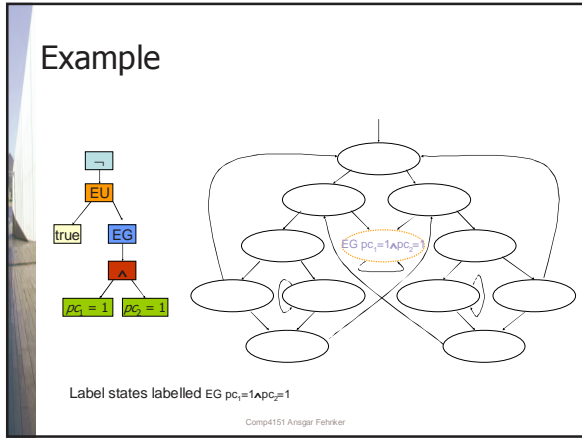 Example
¬
EU
true
EG
∧
pc₁ = 1
pc₂ = 1
EG pc₁=1∧pc₂=1
Label states labelled EG pc₁=1∧pc₂=1
Comp4151 Ansgar Fehnker